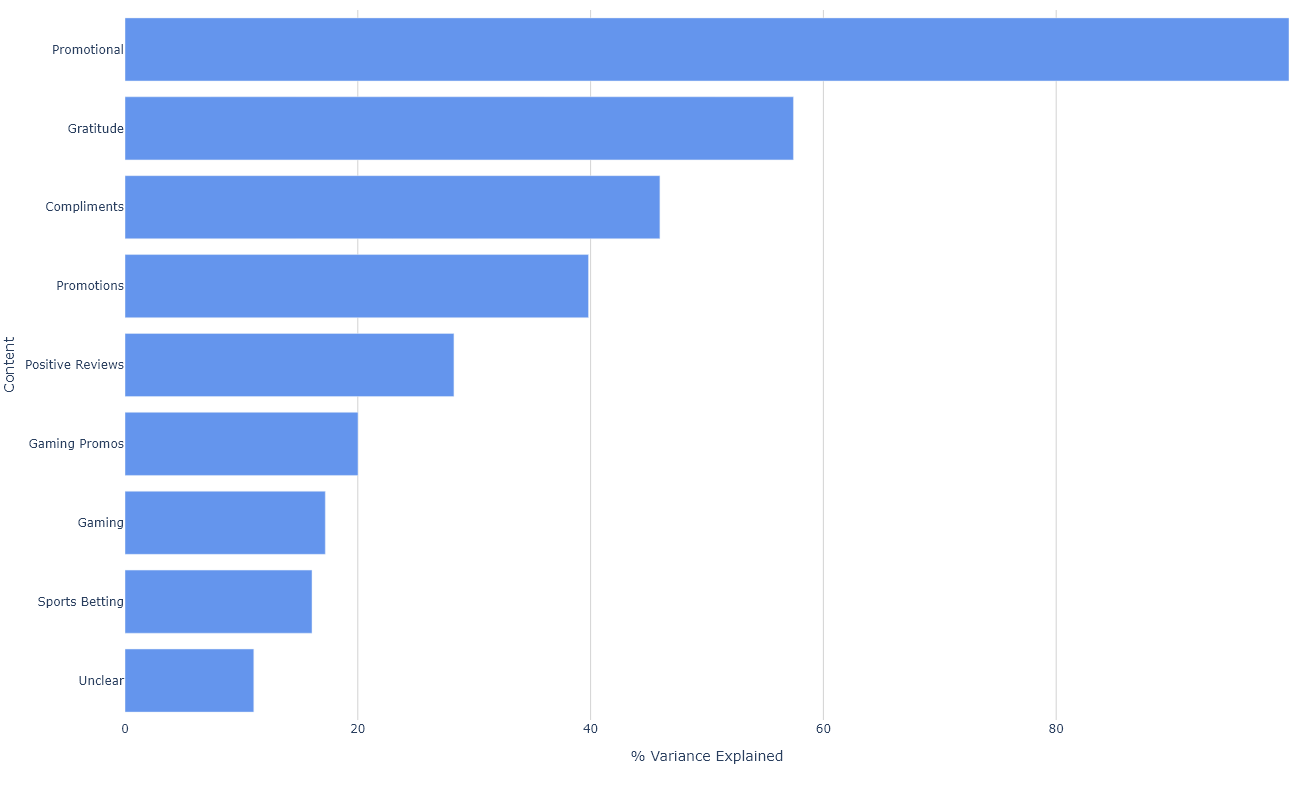 Promotional
Gratitude
Compliments
Promotions
Positive Reviews
Gaming Promos
Gaming
Sports Betting
Unclear
Content
0 20 40 60 80
% Variance Explained